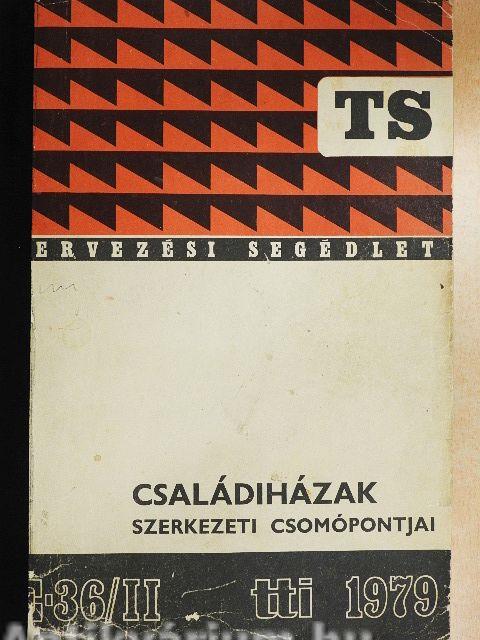 TS
ERVEZÉSI SEGÉDLET
CSALÁDIHÁZAK
SZERKEZETI CSOMÓPONTJAI
-36/II tti 1979